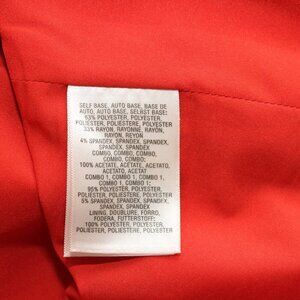 SELF BASE, AUTO BASE, BASE DE
AUTO, AUTO BASE, SELBST BASE:
63% POLYESTER, POLYESTER,
POLIESTER, POLIESTERE, POLYESTER
33% RAYON, RAYONNE, RAYON,
RAYON, REYON
4% SPANDEX, SPANDEX,
SPANDEX, SPANDEX, SPANDEX
COMBO, COMBO, COMBO,
COMBO, COMBO:
100% ACETATE, ACETATE, ACETATO,
ACETATO, ACETAT
COMBO 1, COMBO 1, COMBO 1,
COMBO 1, COMBO 1:
95% POLYESTER, POLYESTER,
POLIESTER, POLIESTERE, POLYESTER
5% SPANDEX, SPANDEX,
SPANDEX, SPANDEX, SPANDEX
LINING, DOUBLURE, FORRO,
FODERA, FUTTERSTOFF:
100% POLYESTER, POLYESTER,
POLIESTER, POLIESTERE, POLYESTER